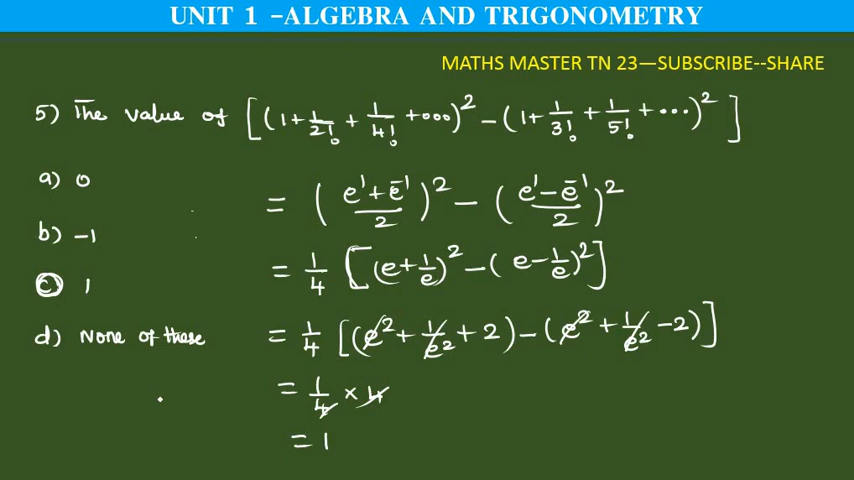 UNIT 1 –ALGEBRA AND TRIGONOMETRY
MATHS MASTER TN 23—SUBSCRIBE--SHARE
5) The value of [(1+1/2!+1/4!+...)² − (1+1/3!+1/5!+...)²]
a) 0
= ((e¹+e⁻¹)/2)² − ((e¹−e⁻¹)/2)²
b) -1
= 1/4 [(e+1/e)² − (e−1/e)²]
c) 1
d) None of these
= 1/4 [(e²+1/e²+2) − (e²+1/e²−2)]
= 1/4 × 4
= 1